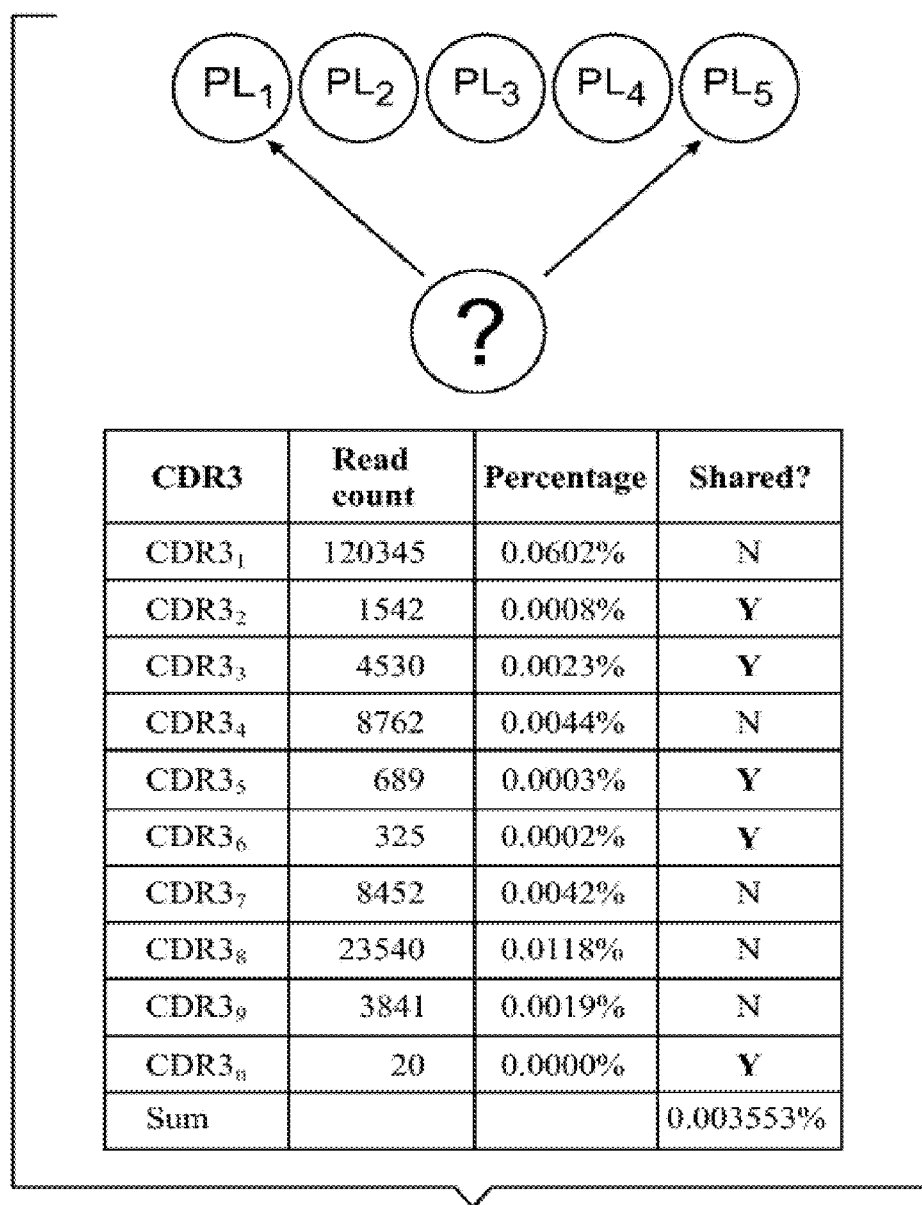 PL₁ PL₂ PL₃ PL₄ PL₅
?
CDR3 Read count Percentage Shared?
CDR3₁ 120345 0.0602% N
CDR3₂ 1542 0.0008% Y
CDR3₃ 4530 0.0023% Y
CDR3₄ 8762 0.0044% N
CDR3₅ 689 0.0003% Y
CDR3₆ 325 0.0002% Y
CDR3₇ 8452 0.0042% N
CDR3₈ 23540 0.0118% N
CDR3₉ 3841 0.0019% N
CDR3ₙ 20 0.0000% Y
Sum 0.003553%